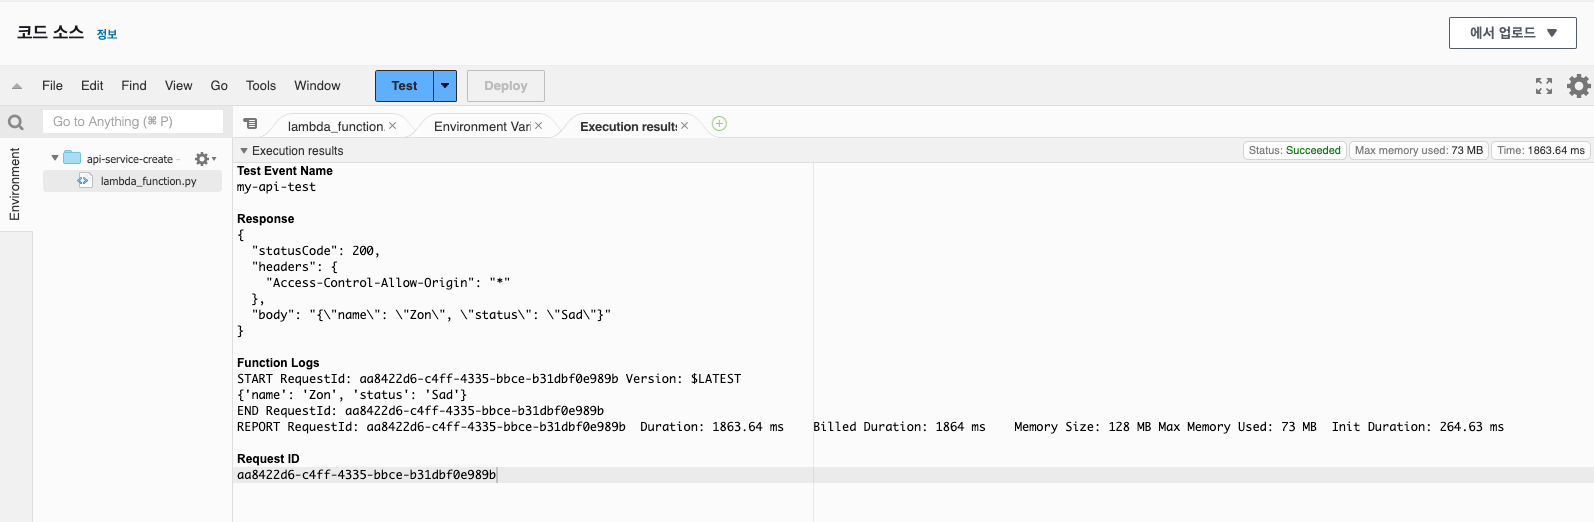 코드 소스 정보
에서 업로드 ▼
File Edit Find View Go Tools Window Test Deploy
Go to Anything (⌘ P)
lambda_function. × Environment Vari × Execution results ×
Environment
api-service-create -
lambda_function.py
Execution results Status: Succeeded Max memory used: 73 MB Time: 1863.64 ms
Test Event Name
my-api-test
Response
{
  "statusCode": 200,
  "headers": {
    "Access-Control-Allow-Origin": "*"
  },
  "body": "{\"name\": \"Zon\", \"status\": \"Sad\"}"
}
Function Logs
START RequestId: aa8422d6-c4ff-4335-bbce-b31dbf0e989b Version: $LATEST
{'name': 'Zon', 'status': 'Sad'}
END RequestId: aa8422d6-c4ff-4335-bbce-b31dbf0e989b
REPORT RequestId: aa8422d6-c4ff-4335-bbce-b31dbf0e989b  Duration: 1863.64 ms    Billed Duration: 1864 ms    Memory Size: 128 MB Max Memory Used: 73 MB  Init Duration: 264.63 ms
Request ID
aa8422d6-c4ff-4335-bbce-b31dbf0e989b